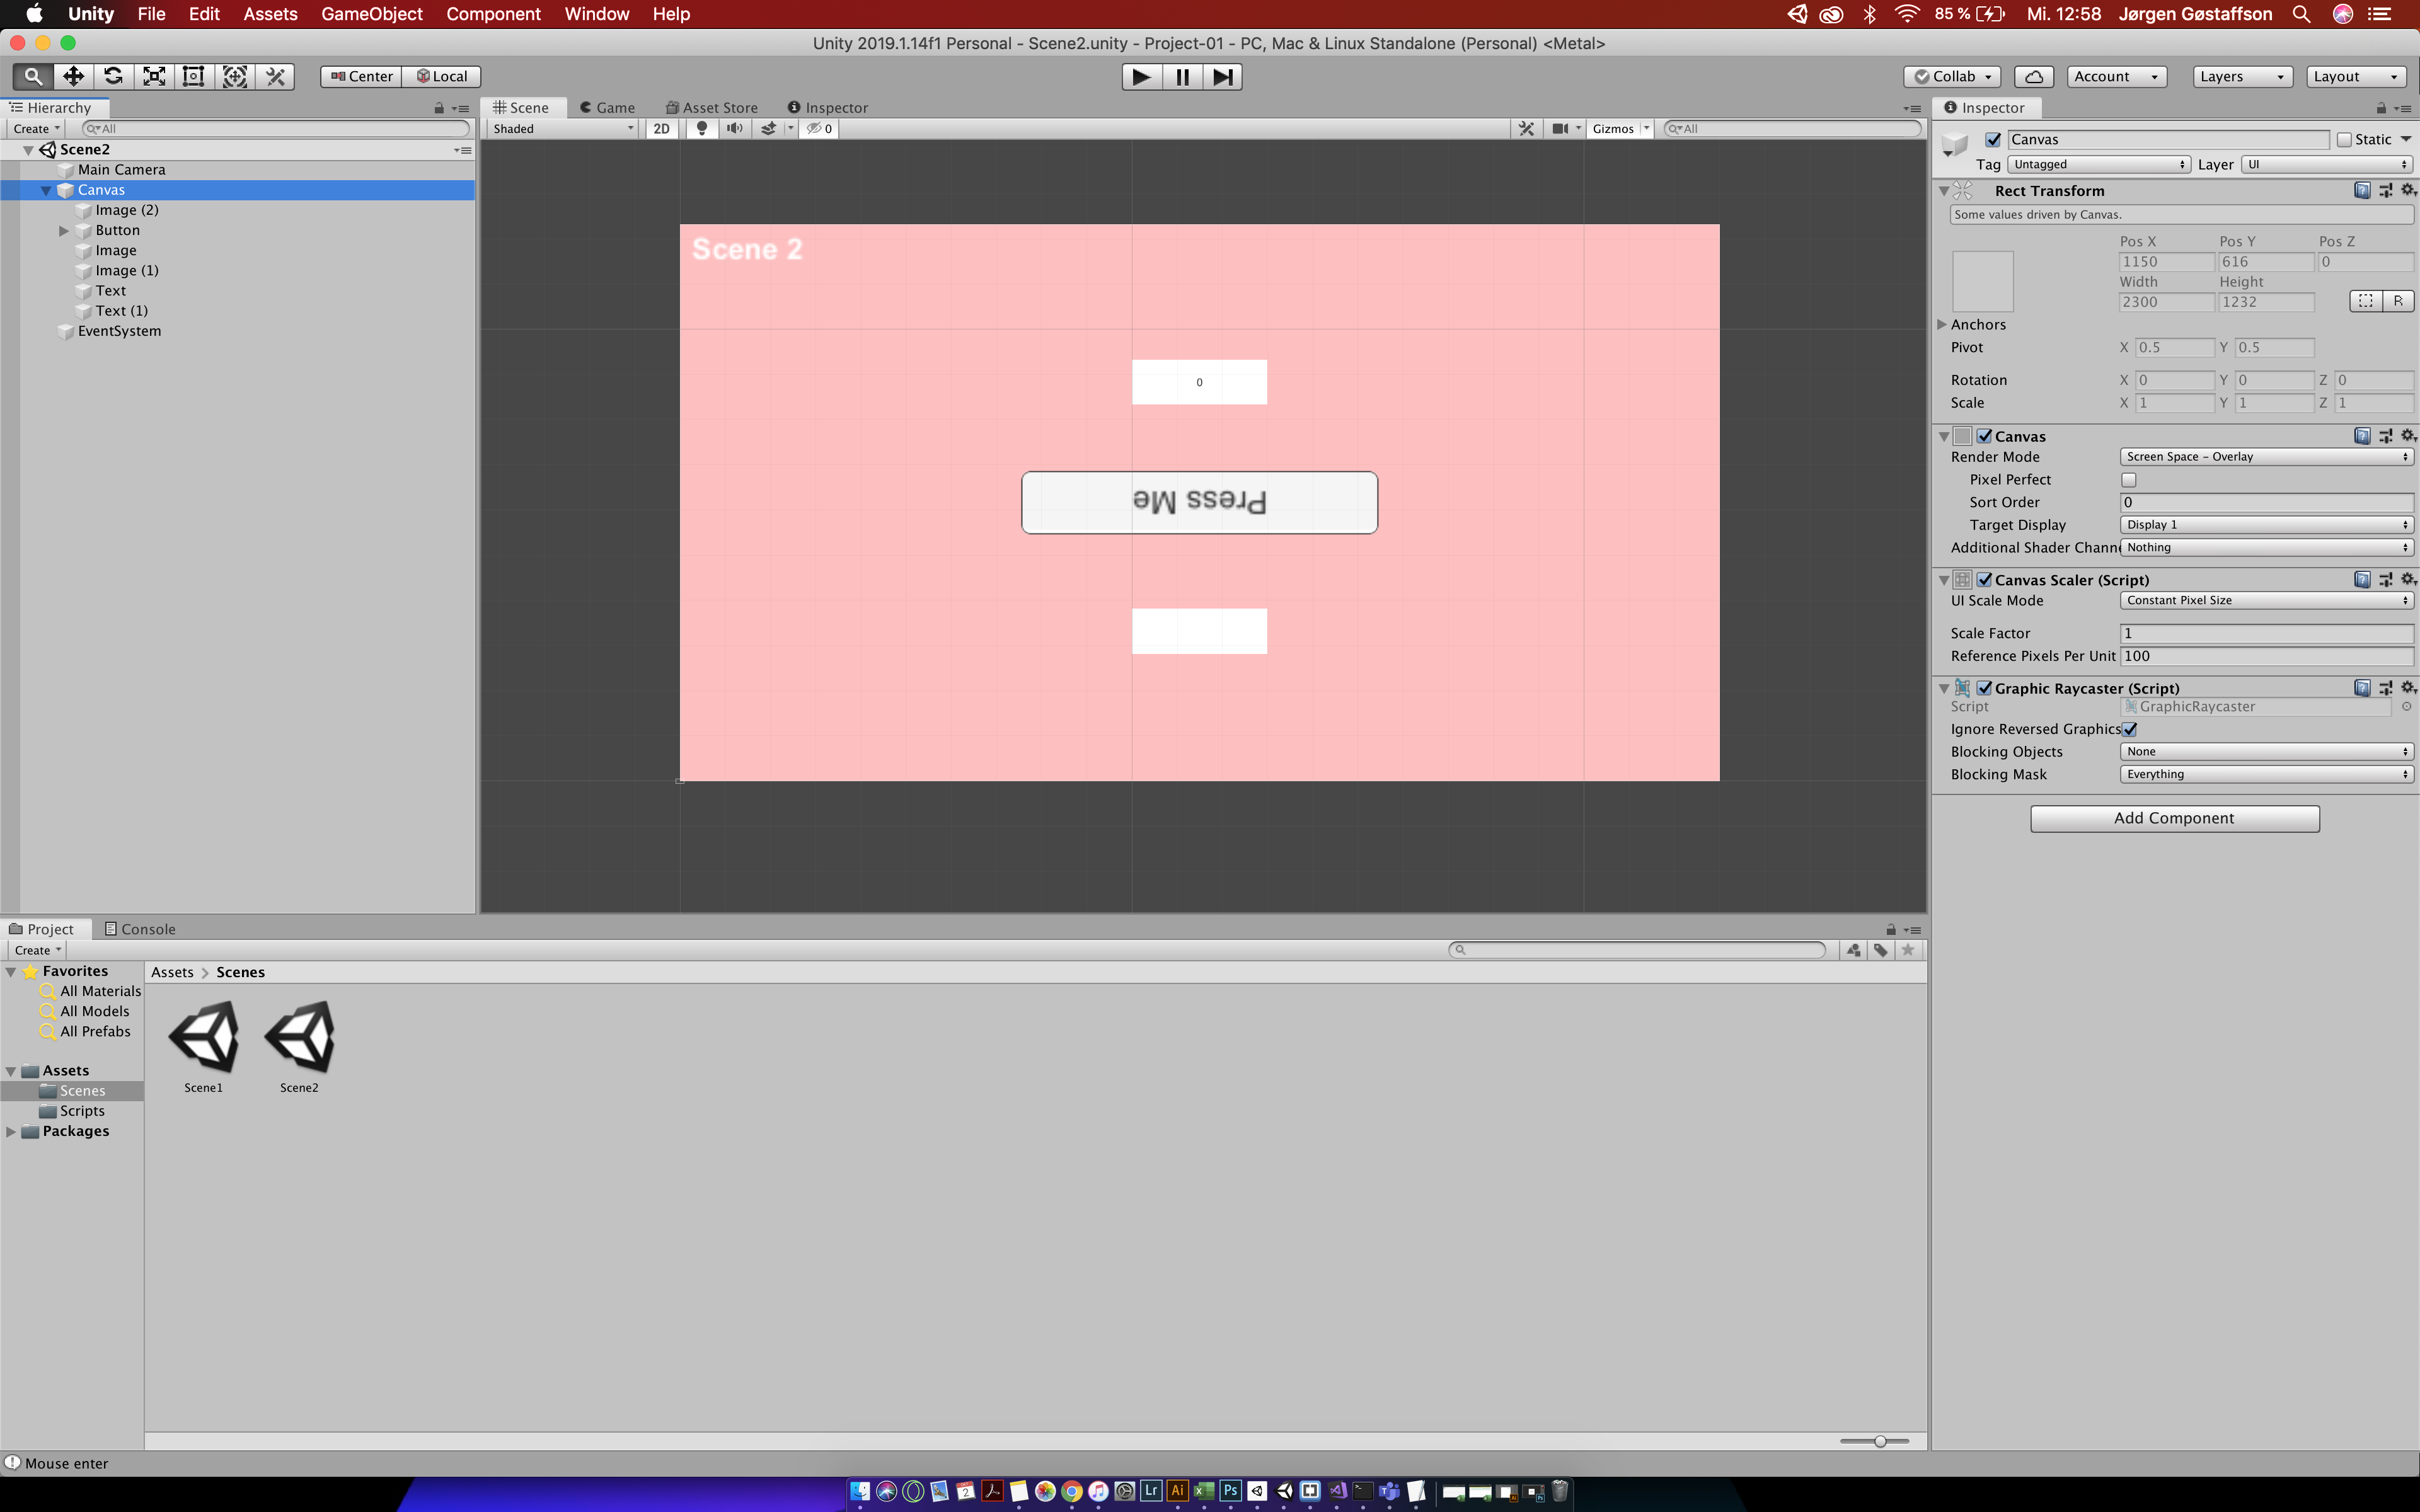 Unity File Edit Assets GameObject Component Window Help 85 % Mi. 12:58 Jørgen Gøstaffson
Unity 2019.1.14f1 Personal - Scene2.unity - Project-01 - PC, Mac & Linux Standalone (Personal) <Metal>
Center Local Collab Account Layers Layout
Hierarchy
Create All
Scene2
Main Camera
Canvas
Image (2)
Button
Image
Image (1)
Text
Text (1)
EventSystem
Scene Game Asset Store Inspector
Shaded 2D 0 Gizmos All
Scene 2
0
Press Me
Inspector
Canvas Static
Tag Untagged Layer UI
Rect Transform
Some values driven by Canvas.
Pos X Pos Y Pos Z
1150 616 0
Width Height
2300 1232 R
Anchors
Pivot X 0.5 Y 0.5
Rotation X 0 Y 0 Z 0
Scale X 1 Y 1 Z 1
Canvas
Render Mode Screen Space - Overlay
Pixel Perfect
Sort Order 0
Target Display Display 1
Additional Shader Channe Nothing
Canvas Scaler (Script)
UI Scale Mode Constant Pixel Size
Scale Factor 1
Reference Pixels Per Unit 100
Graphic Raycaster (Script)
Script GraphicRaycaster
Ignore Reversed Graphics
Blocking Objects None
Blocking Mask Everything
Add Component
Project Console
Create
Favorites
All Materials
All Models
All Prefabs
Assets
Scenes
Scripts
Packages
Assets > Scenes
Scene1 Scene2
Mouse enter
2 Lr Ai Ps